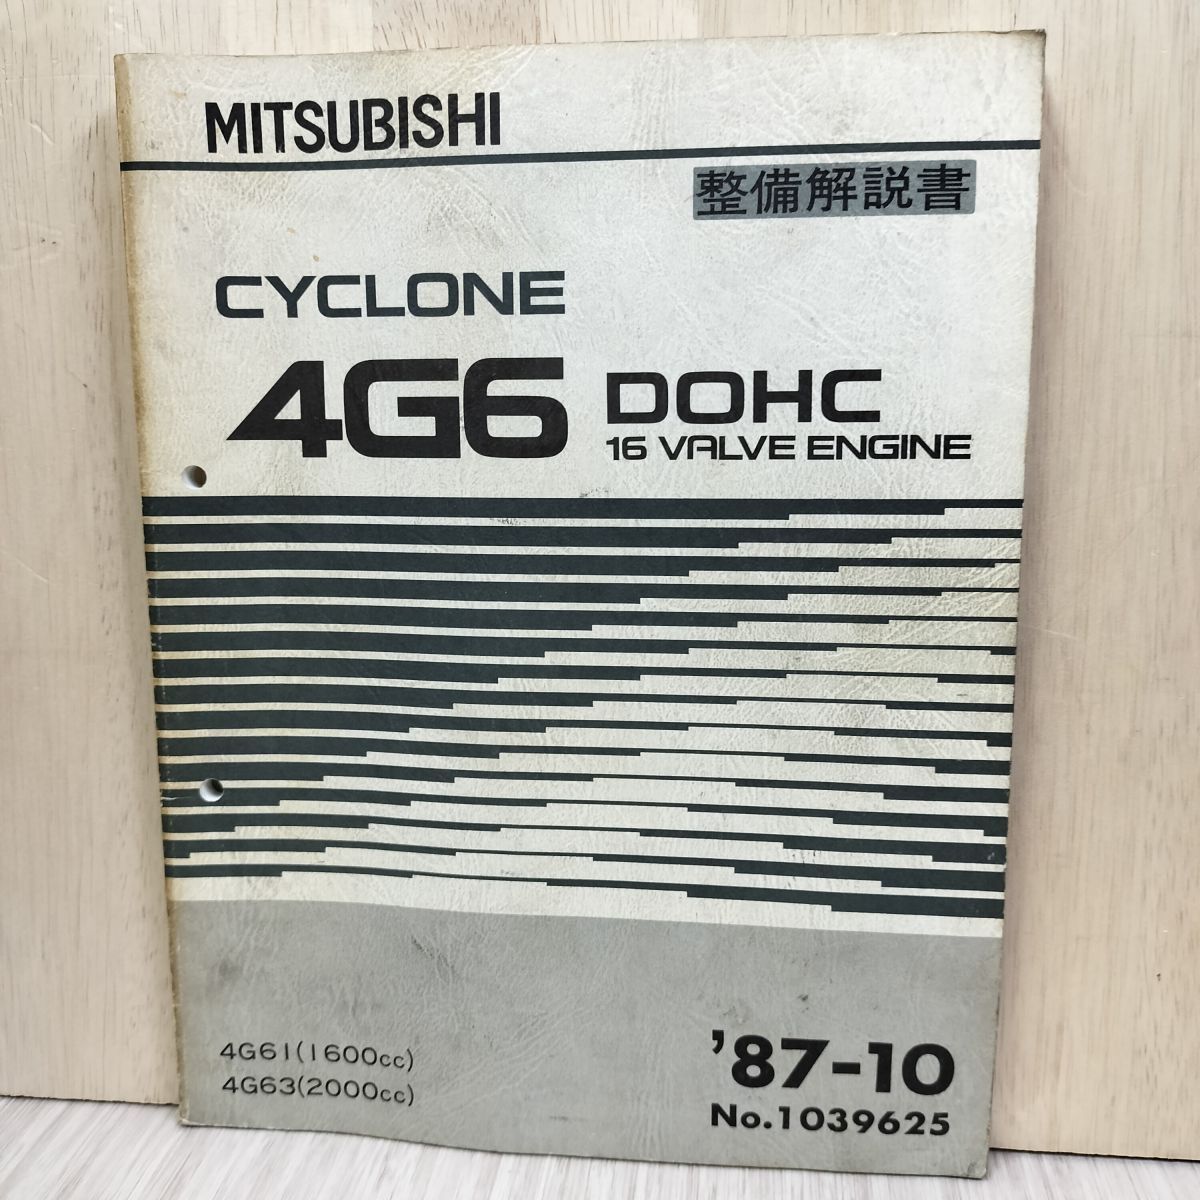 MITSUBISHI
整備解説書
CYCLONE
4G6 DOHC
16 VALVE ENGINE
4G61(1600cc)
4G63(2000cc)
'87-10
No.1039625